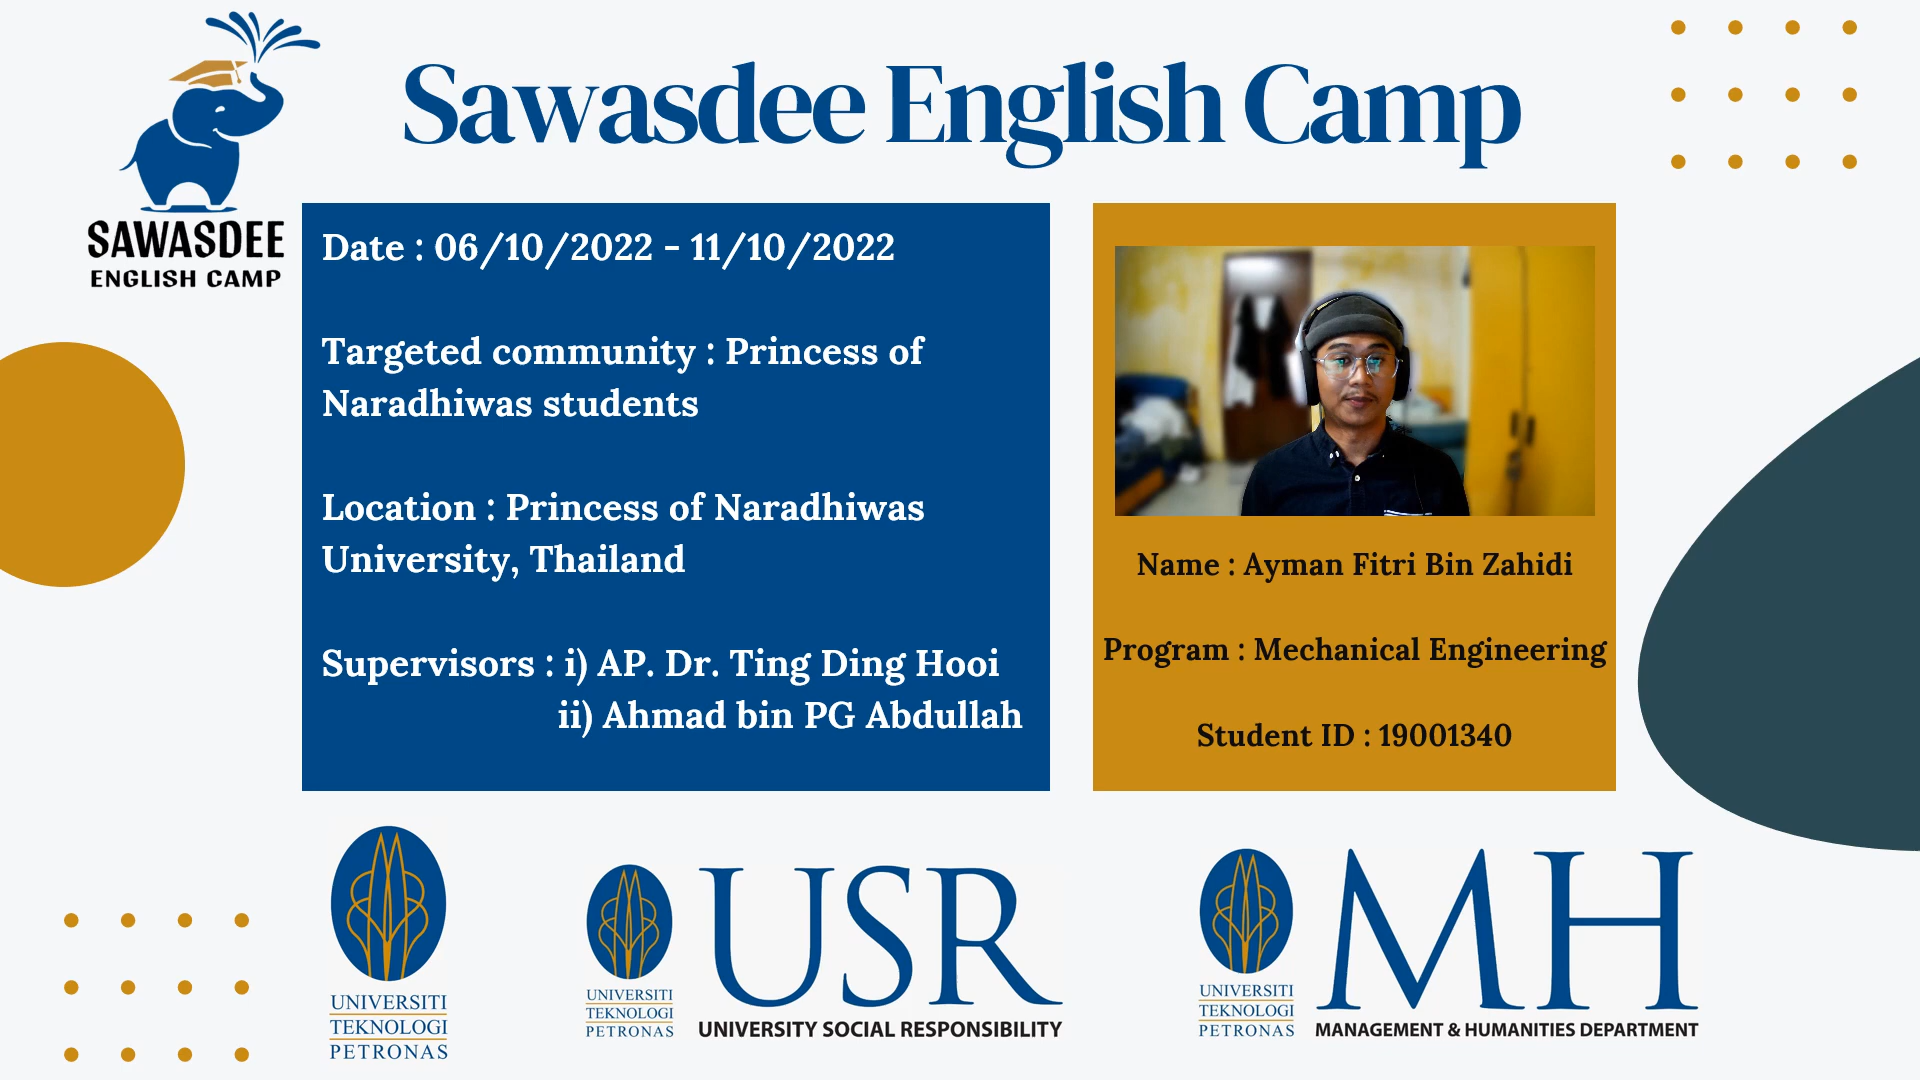 Sawasdee English Camp
SAWASDEE
ENGLISH CAMP
Date : 06/10/2022 - 11/10/2022
Targeted community : Princess of
Naradhiwas students
Location : Princess of Naradhiwas
University, Thailand
Supervisors : i) AP. Dr. Ting Ding Hooi
ii) Ahmad bin PG Abdullah
Name : Ayman Fitri Bin Zahidi
Program : Mechanical Engineering
Student ID : 19001340
UNIVERSITI
TEKNOLOGI
PETRONAS
UNIVERSITI
TEKNOLOGI
PETRONAS
USR
UNIVERSITY SOCIAL RESPONSIBILITY
UNIVERSITI
TEKNOLOGI
PETRONAS
MH
MANAGEMENT & HUMANITIES DEPARTMENT